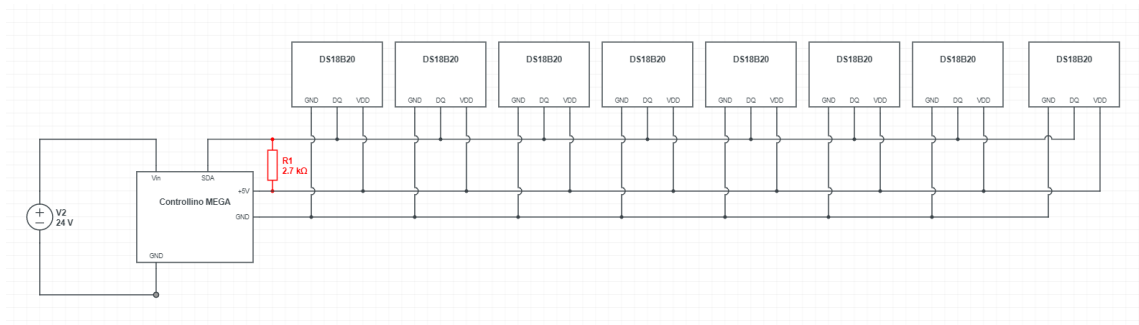 DS18B20 DS18B20 DS18B20 DS18B20 DS18B20 DS18B20 DS18B20 DS18B20
GND DQ VDD GND DQ VDD GND DQ VDD GND DQ VDD GND DQ VDD GND DQ VDD GND DQ VDD GND DQ VDD
R1
2.7 kΩ
Vin SDA
+5V
Controllino MEGA
GND
V2
24 V
GND